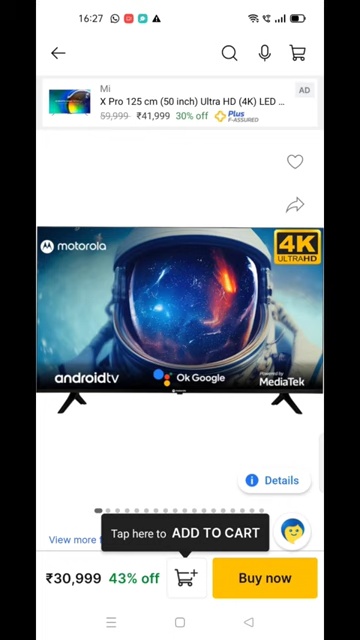 16:27
Mi
AD
X Pro 125 cm (50 inch) Ultra HD (4K) LED ...
59,999 ₹41,999 30% off Plus
F-ASSURED
motorola
4K
ULTRAHD
androidtv
Ok Google
Powered by
MediaTek
Details
Tap here to ADD TO CART
View more f
₹30,999 43% off
Buy now